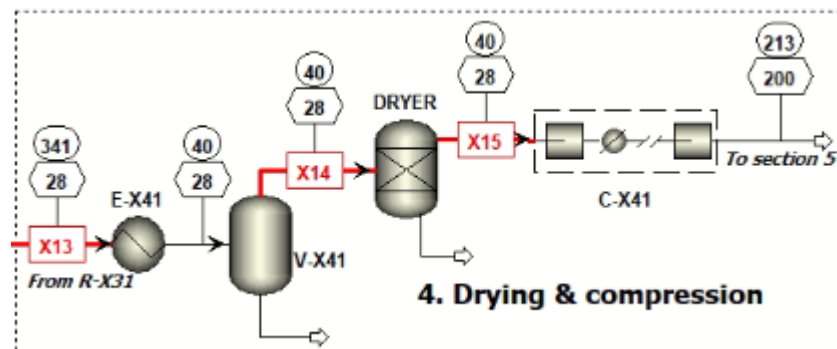 40
28
40
28
213
200
DRYER
341
28
40
28
X14
X15
To section 5
E-X41
C-X41
X13
V-X41
From R-X31
4. Drying & compression